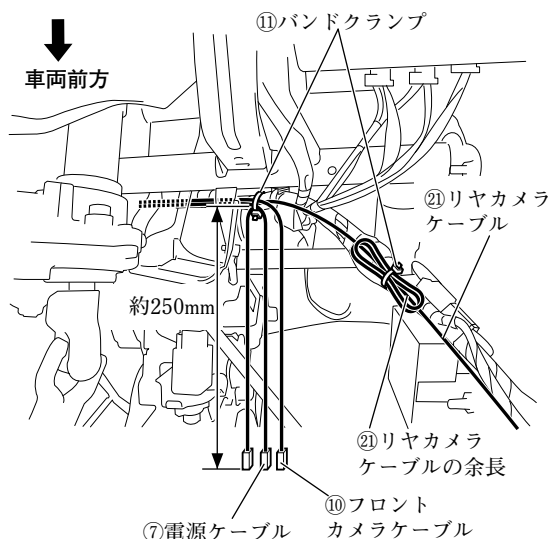 ⑪バンドクランプ
車両前方
㉑リヤカメラ
ケーブル
約250mm
㉑リヤカメラ
ケーブルの余長
⑩フロント
カメラケーブル
⑦電源ケーブル